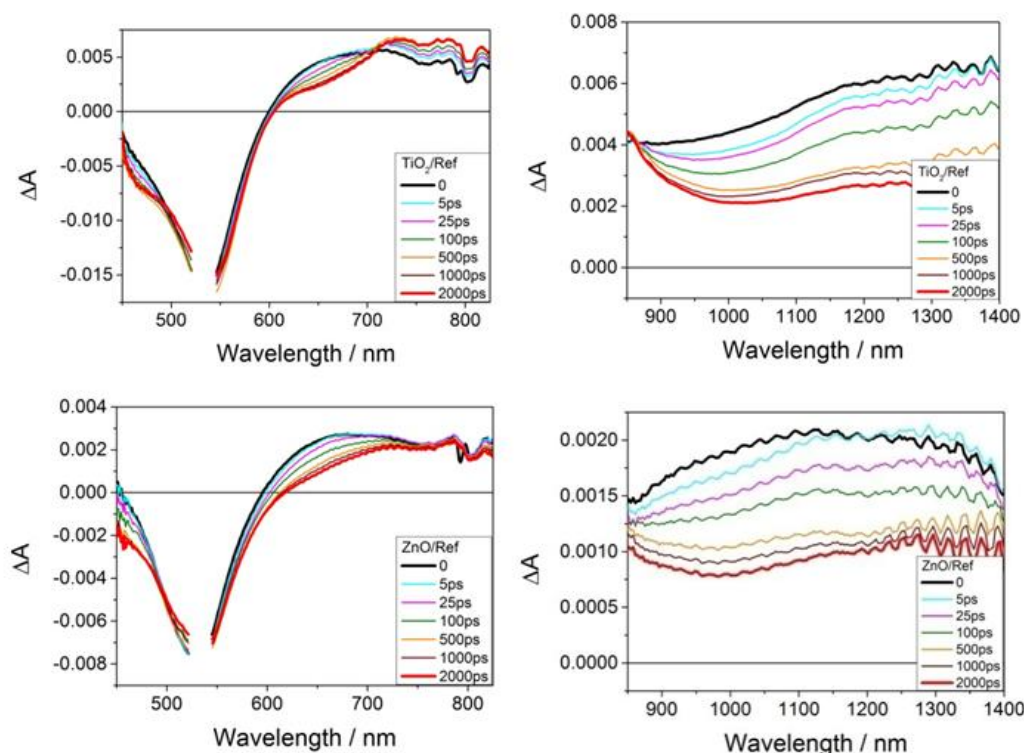 0.005
0.000
-0.005
-0.010
-0.015
ΔA
TiO2/Ref
0
5ps
25ps
100ps
500ps
1000ps
2000ps
500 600 700 800
Wavelength / nm
0.008
0.006
0.004
0.002
0.000
ΔA
TiO2/Ref
0
5ps
25ps
100ps
500ps
1000ps
2000ps
900 1000 1100 1200 1300 1400
Wavelength / nm
0.004
0.002
0.000
-0.002
-0.004
-0.006
-0.008
ΔA
ZnO/Ref
0
5ps
25ps
100ps
500ps
1000ps
2000ps
500 600 700 800
Wavelength / nm
0.0020
0.0015
0.0010
0.0005
0.0000
ΔA
ZnO/Ref
0
5ps
25ps
100ps
500ps
1000ps
2000ps
900 1000 1100 1200 1300 1400
Wavelength / nm